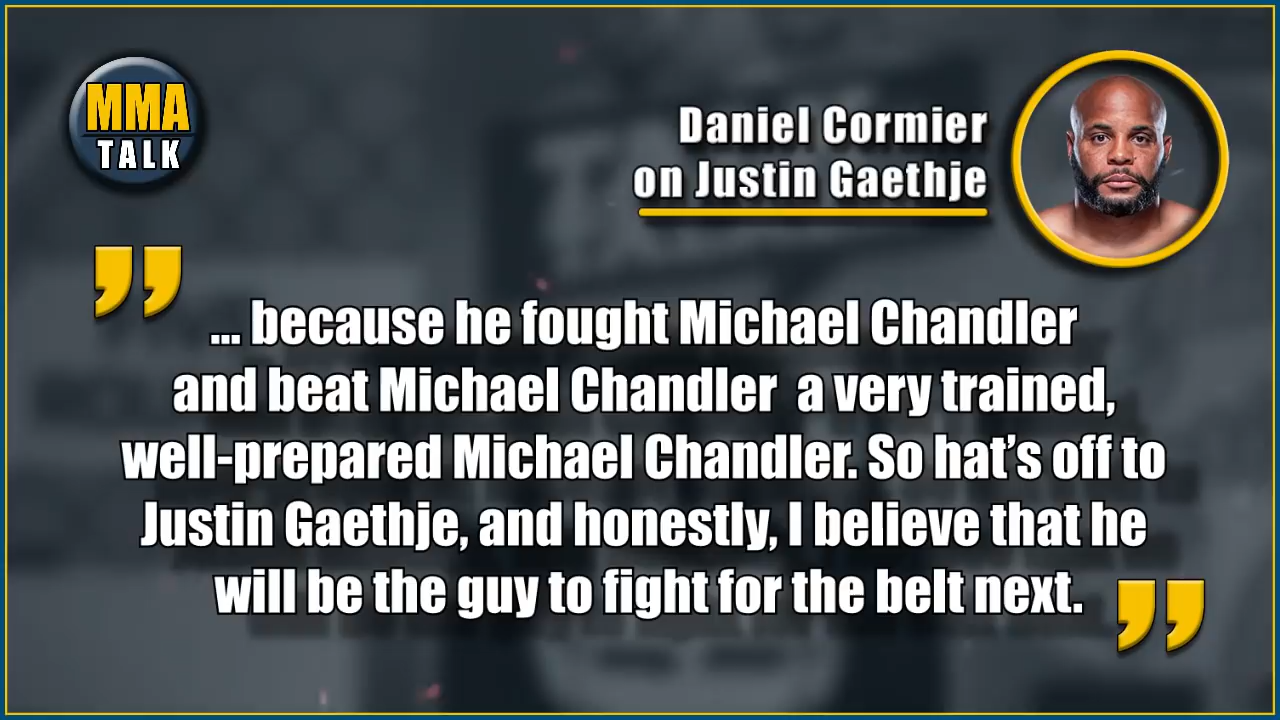 MMA
TALK
Daniel Cormier
on Justin Gaethje
”
... because he fought Michael Chandler
and beat Michael Chandler  a very trained,
well-prepared Michael Chandler. So hat’s off to
Justin Gaethje, and honestly, I believe that he
will be the guy to fight for the belt next.
”